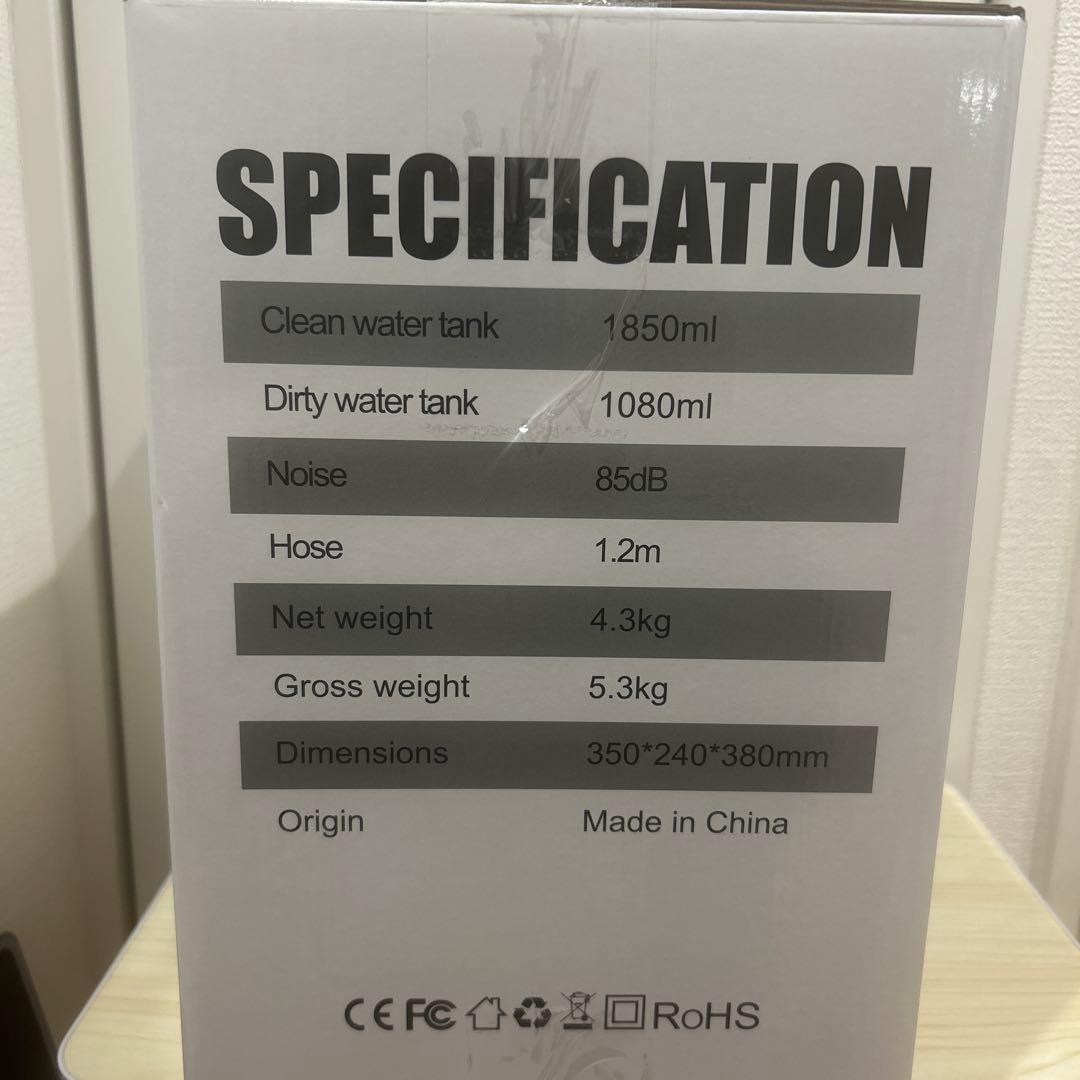 SPECIFICATION
Clean water tank 1850ml
Dirty water tank 1080ml
Noise 85dB
Hose 1.2m
Net weight 4.3kg
Gross weight 5.3kg
Dimensions 350*240*380mm
Origin Made in China
CE FC RoHS